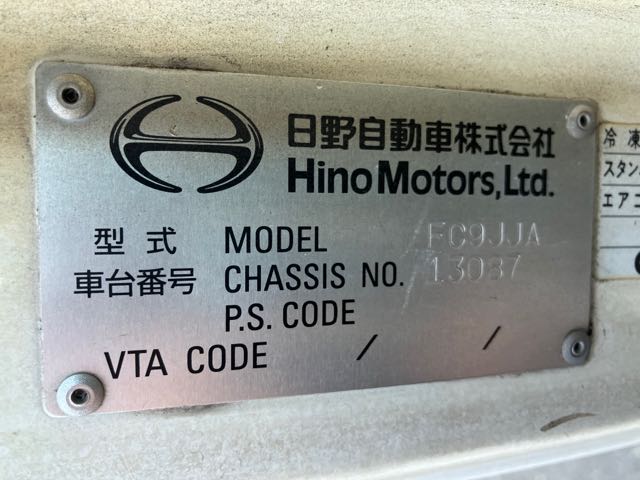 日野自動車株式会社
Hino Motors, Ltd.
型式 MODEL FC9JJA
車台番号 CHASSIS NO. 13087
P.S. CODE
VTA CODE / /
冷凍
スタン
エアコ